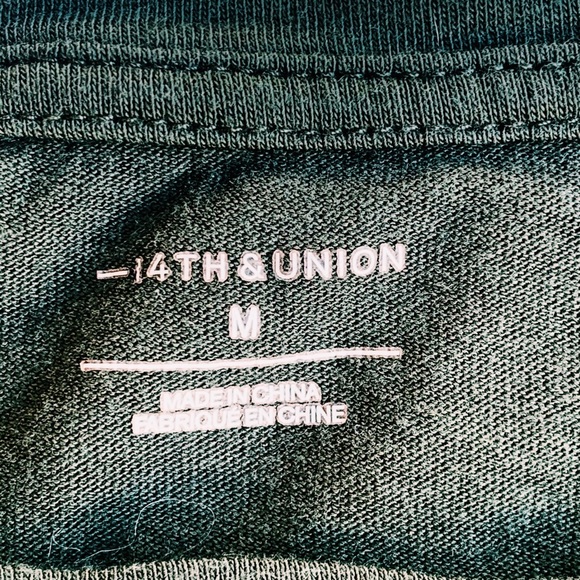 14TH & UNION
M
MADE IN CHINA
FABRIQUE EN CHINE